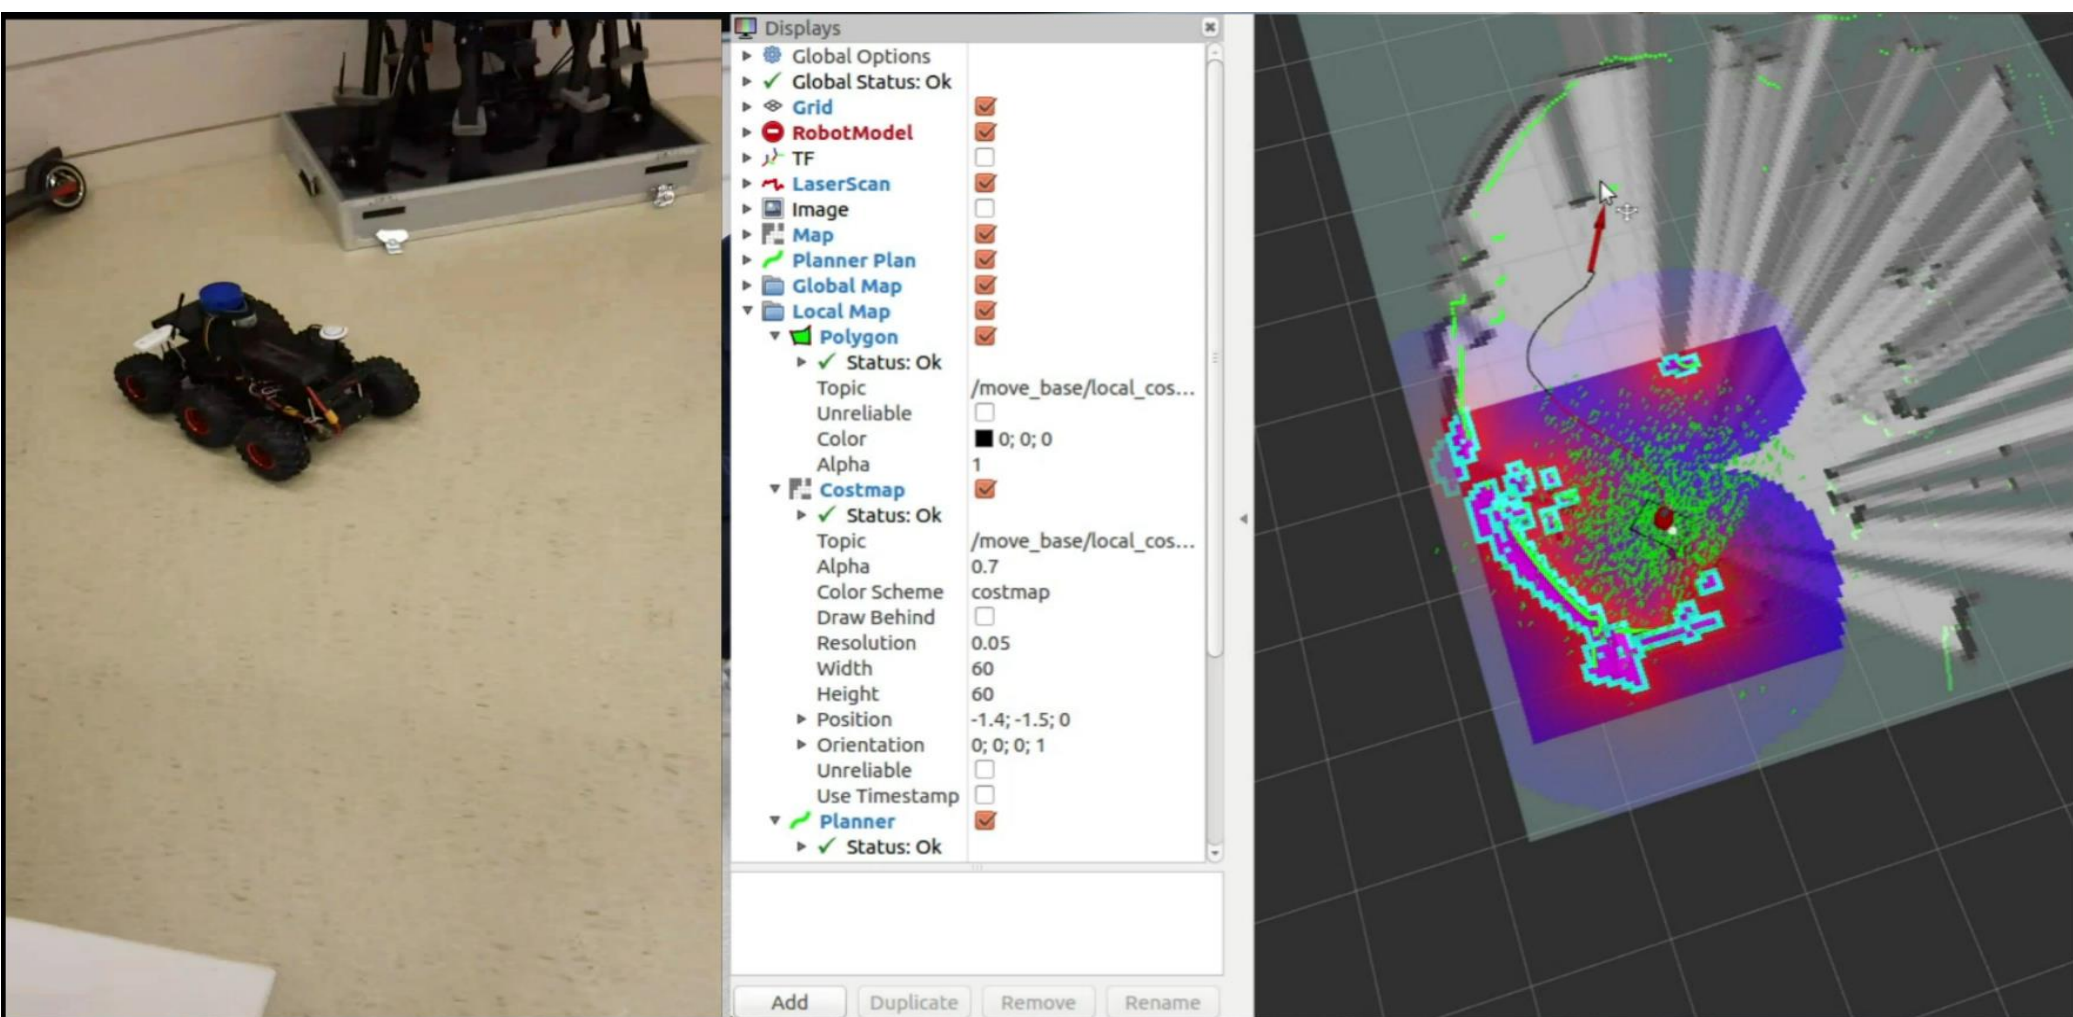 Displays
Global Options
Global Status: Ok
Grid
RobotModel
TF
LaserScan
Image
Map
Planner Plan
Global Map
Local Map
Polygon
Status: Ok
Topic /move_base/local_cos...
Unreliable
Color 0; 0; 0
Alpha 1
Costmap
Status: Ok
Topic /move_base/local_cos...
Alpha 0.7
Color Scheme costmap
Draw Behind
Resolution 0.05
Width 60
Height 60
Position -1.4; -1.5; 0
Orientation 0; 0; 0; 1
Unreliable
Use Timestamp
Planner
Status: Ok
Add Duplicate Remove Rename